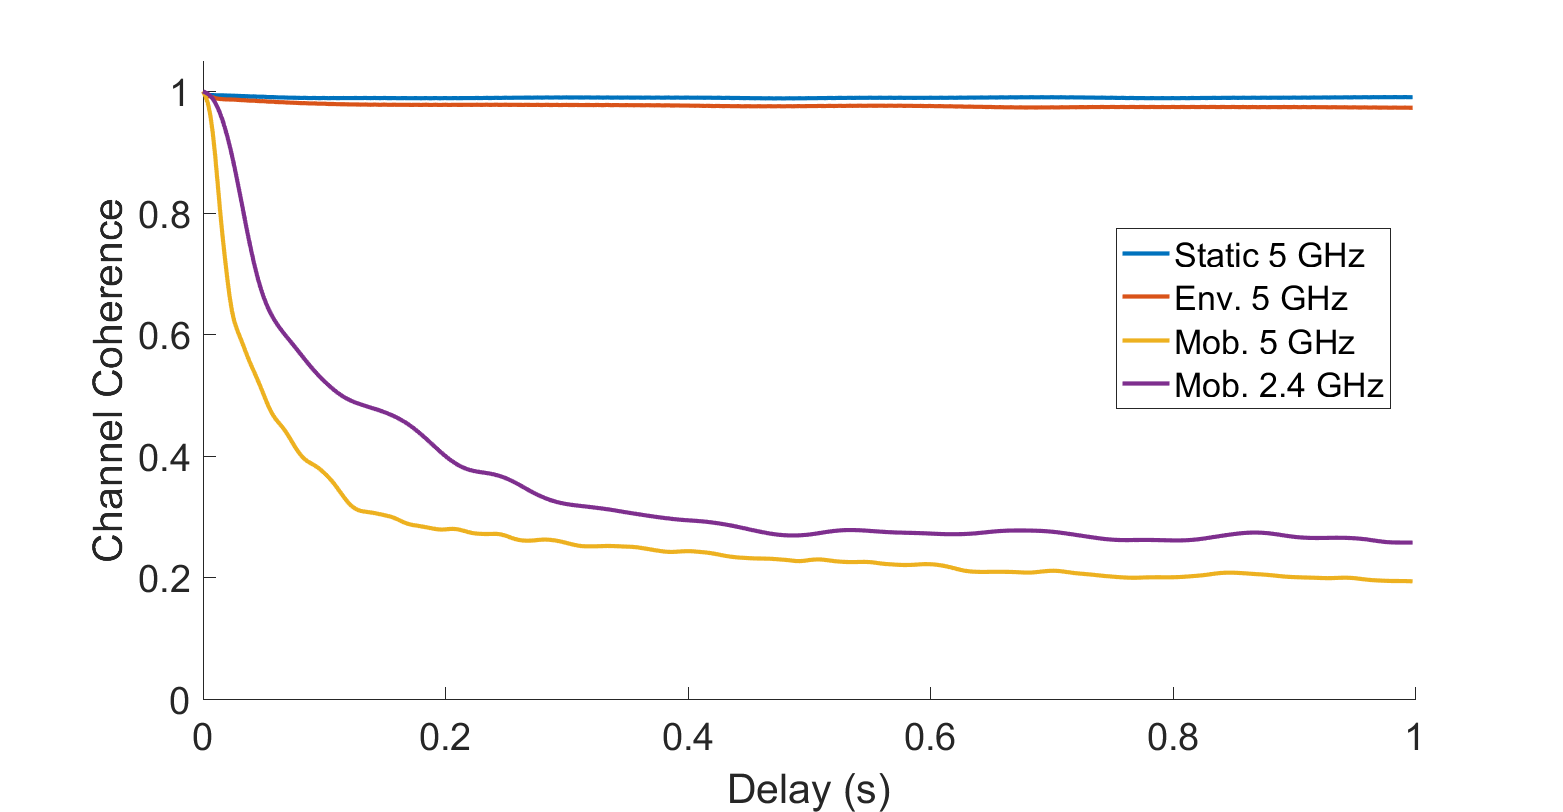 Channel Coherence
1
0.8
0.6
0.4
0.2
0
Static 5 GHz
Env. 5 GHz
Mob. 5 GHz
Mob. 2.4 GHz
0 0.2 0.4 0.6 0.8 1
Delay (s)